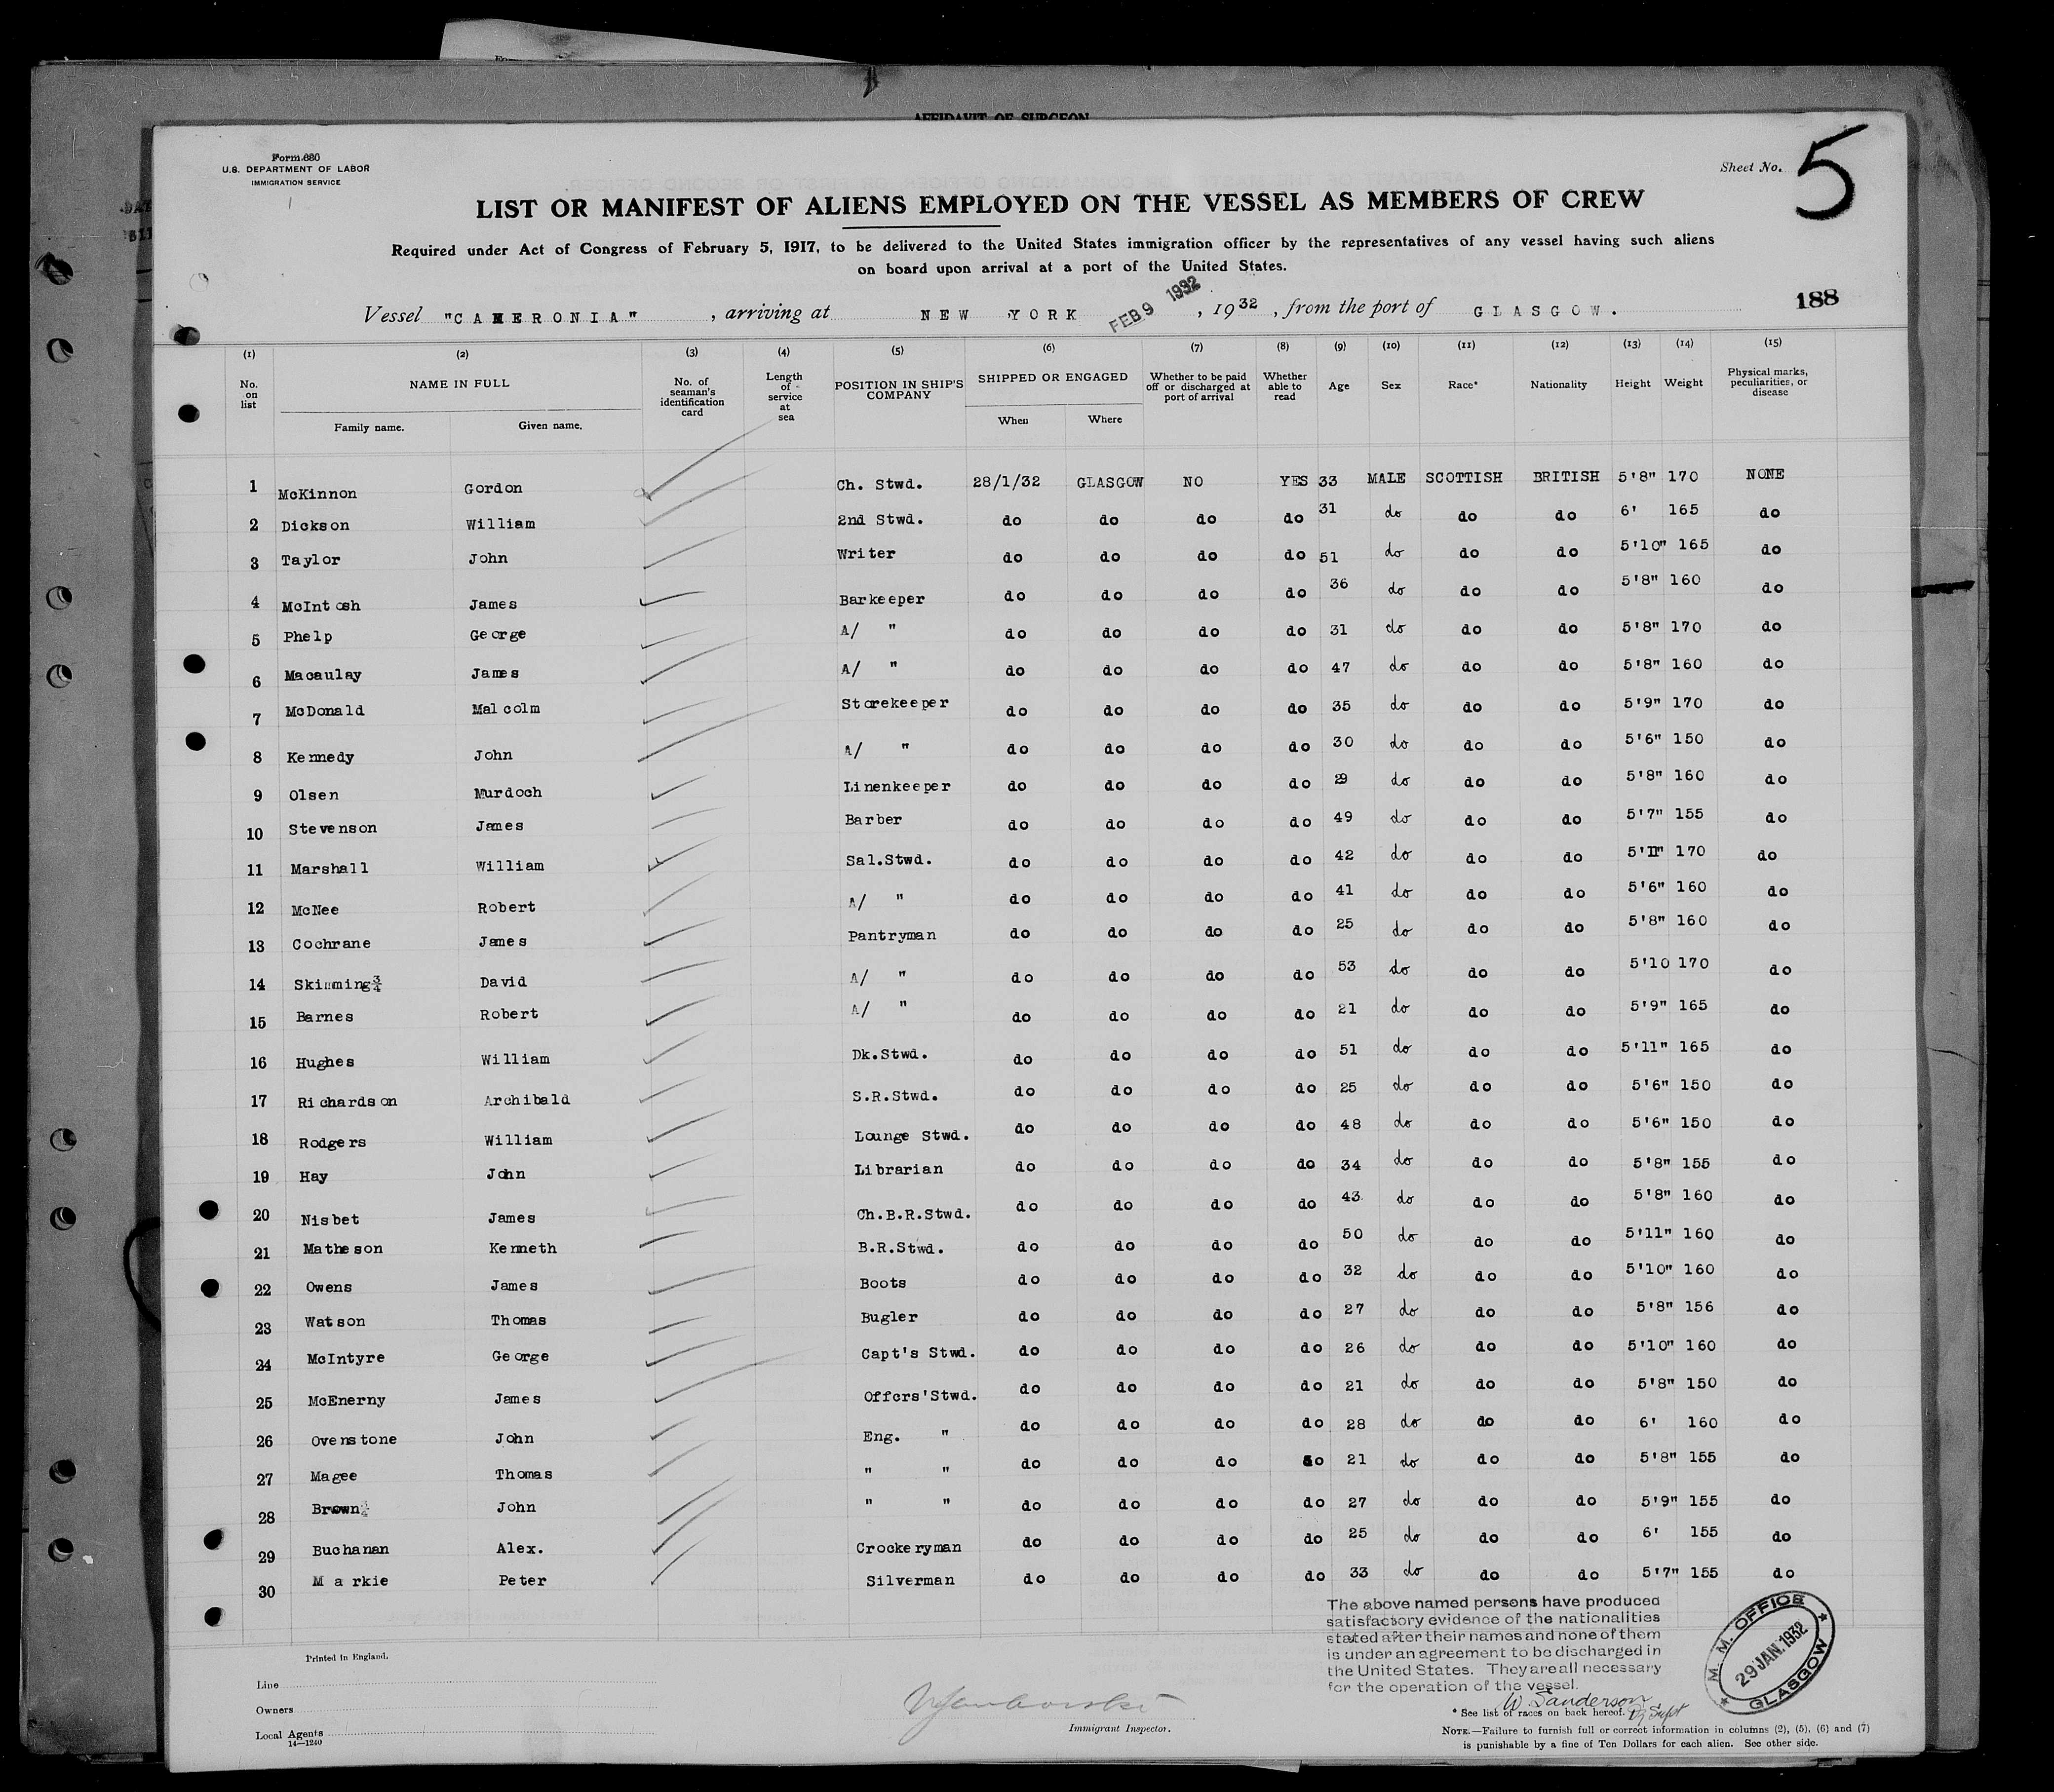 AFFIDAVIT OF SURGEON
Form 680
U.S. DEPARTMENT OF LABOR
IMMIGRATION SERVICE
Sheet No. 5
LIST OR MANIFEST OF ALIENS EMPLOYED ON THE VESSEL AS MEMBERS OF CREW
Required under Act of Congress of February 5, 1917, to be delivered to the United States immigration officer by the representatives of any vessel having such aliens
on board upon arrival at a port of the United States.
Vessel "CAMERONIA", arriving at NEW YORK FEB 9 1932, 1932, from the port of GLASGOW. 188
(1) (2) (3) (4) (5) (6) (7) (8) (9) (10) (11) (12) (13) (14) (15)
No. on list NAME IN FULL No. of seaman's identification card Length of service at sea POSITION IN SHIP'S COMPANY SHIPPED OR ENGAGED Whether to be paid off or discharged at port of arrival Whether able to read Age Sex Race* Nationality Height Weight Physical marks, peculiarities, or disease
Family name. Given name. When Where
1 McKinnon Gordon Ch. Stwd. 28/1/32 GLASGOW NO YES 33 MALE SCOTTISH BRITISH 5'8" 170 NONE
2 Dickson William 2nd Stwd. do do do do 31 do do do 6' 165 do
3 Taylor John Writer do do do do 51 do do do 5'10" 165 do
4 McIntosh James Barkeeper do do do do 36 do do do 5'8" 160 do
5 Phelp George A/ " do do do do 31 do do do 5'8" 170 do
6 Macaulay James A/ " do do do do 47 do do do 5'8" 160 do
7 McDonald Malcolm Storekeeper do do do do 35 do do do 5'9" 170 do
8 Kennedy John A/ " do do do do 30 do do do 5'6" 150 do
9 Olsen Murdoch Linenkeeper do do do do 29 do do do 5'8" 160 do
10 Stevenson James Barber do do do do 49 do do do 5'7" 155 do
11 Marshall William Sal.Stwd. do do do do 42 do do do 5'11" 170 do
12 McNee Robert A/ " do do do do 41 do do do 5'6" 160 do
13 Cochrane James Pantryman do do do do 25 do do do 5'8" 160 do
14 Skimming¾ David A/ " do do do do 53 do do do 5'10 170 do
15 Barnes Robert A/ " do do do do 21 do do do 5'9" 165 do
16 Hughes William Dk.Stwd. do do do do 51 do do do 5'11" 165 do
17 Richardson Archibald S.R.Stwd. do do do do 25 do do do 5'6" 150 do
18 Rodgers William Lounge Stwd. do do do do 48 do do do 5'6" 150 do
19 Hay John Librarian do do do do 34 do do do 5'8" 155 do
20 Nisbet James Ch.B.R.Stwd. do do do do 43 do do do 5'8" 160 do
21 Matheson Kenneth B.R.Stwd. do do do do 50 do do do 5'11" 160 do
22 Owens James Boots do do do do 32 do do do 5'10" 160 do
23 Watson Thomas Bugler do do do do 27 do do do 5'8" 156 do
24 McIntyre George Capt's Stwd. do do do do 26 do do do 5'10" 160 do
25 McEnerny James Offcrs'Stwd. do do do do 21 do do do 5'8" 150 do
26 Ovenstone John Eng. " do do do do 28 do do do 6' 160 do
27 Magee Thomas " " do do do do 21 do do do 5'8" 155 do
28 Brown John " " do do do do 27 do do do 5'9" 155 do
29 Buchanan Alex. Crockeryman do do do do 25 do do do 6' 155 do
30 Markie Peter Silverman do do do do 33 do do do 5'7" 155 do
The above named persons have produced
satisfactory evidence of the nationalities
stated after their names and none of them
is under an agreement to be discharged in
the United States. They are all necessary
for the operation of the vessel.
W. Sanderson
M. M. OFFICE
29 JAN. 1932
GLASGOW
Printed in England.
Line
Owners
Local Agents
14—1240
Immigrant Inspector.
* See list of races on back hereof.
NOTE.—Failure to furnish full or correct information in columns (2), (5), (6) and (7)
is punishable by a fine of Ten Dollars for each alien. See other side.